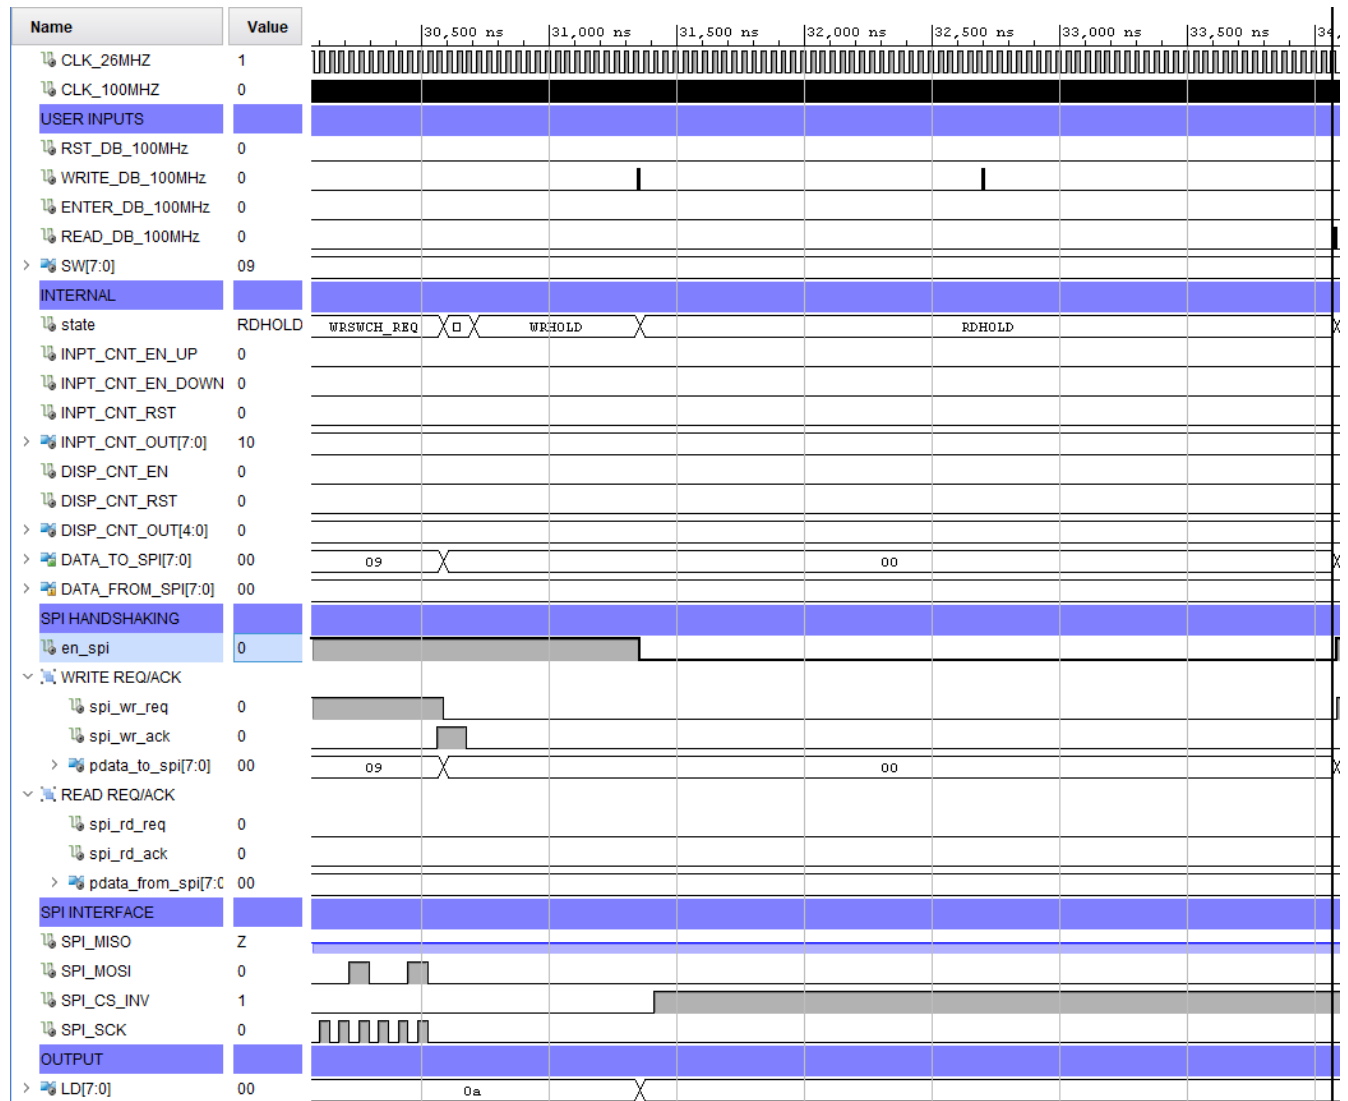 Name Value 30,500 ns 31,000 ns 31,500 ns 32,000 ns 32,500 ns 33,000 ns 33,500 ns 34,
CLK_26MHZ 1
CLK_100MHZ 0
USER INPUTS
RST_DB_100MHz 0
WRITE_DB_100MHz 0
ENTER_DB_100MHz 0
READ_DB_100MHz 0
SW[7:0] 09
INTERNAL
state RDHOLD WRSWCH_REQ WRHOLD RDHOLD
INPT_CNT_EN_UP 0
INPT_CNT_EN_DOWN 0
INPT_CNT_RST 0
INPT_CNT_OUT[7:0] 10
DISP_CNT_EN 0
DISP_CNT_RST 0
DISP_CNT_OUT[4:0] 0
DATA_TO_SPI[7:0] 00 09 00
DATA_FROM_SPI[7:0] 00
SPI HANDSHAKING
en_spi 0
WRITE REQ/ACK
spi_wr_req 0
spi_wr_ack 0
pdata_to_spi[7:0] 00 09 00
READ REQ/ACK
spi_rd_req 0
spi_rd_ack 0
pdata_from_spi[7:0 00
SPI INTERFACE
SPI_MISO Z
SPI_MOSI 0
SPI_CS_INV 1
SPI_SCK 0
OUTPUT
LD[7:0] 00 0a